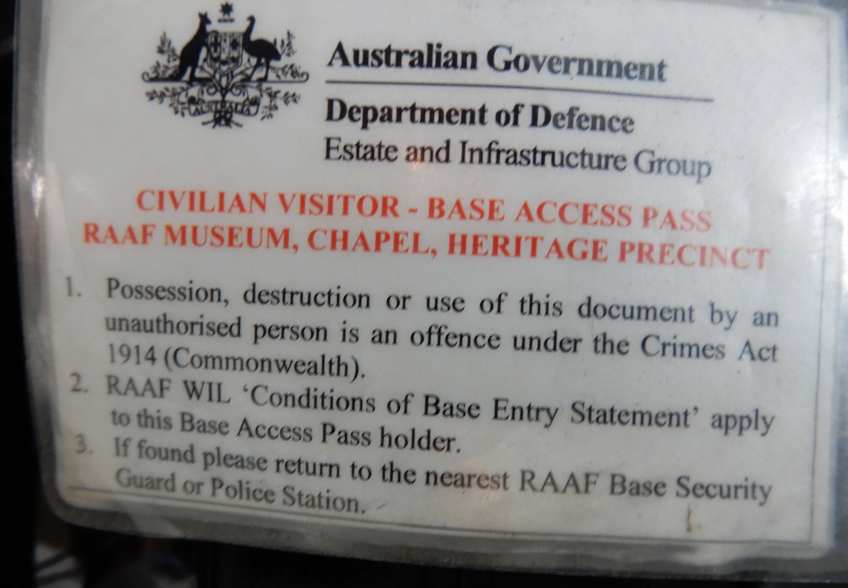 Australian Government
Department of Defence
Estate and Infrastructure Group
CIVILIAN VISITOR - BASE ACCESS PASS
RAAF MUSEUM, CHAPEL, HERITAGE PRECINCT
1. Possession, destruction or use of this document by an
unauthorised person is an offence under the Crimes Act
1914 (Commonwealth).
2. RAAF WIL ‘Conditions of Base Entry Statement’ apply
to this Base Access Pass holder.
3. If found please return to the nearest RAAF Base Security
Guard or Police Station.